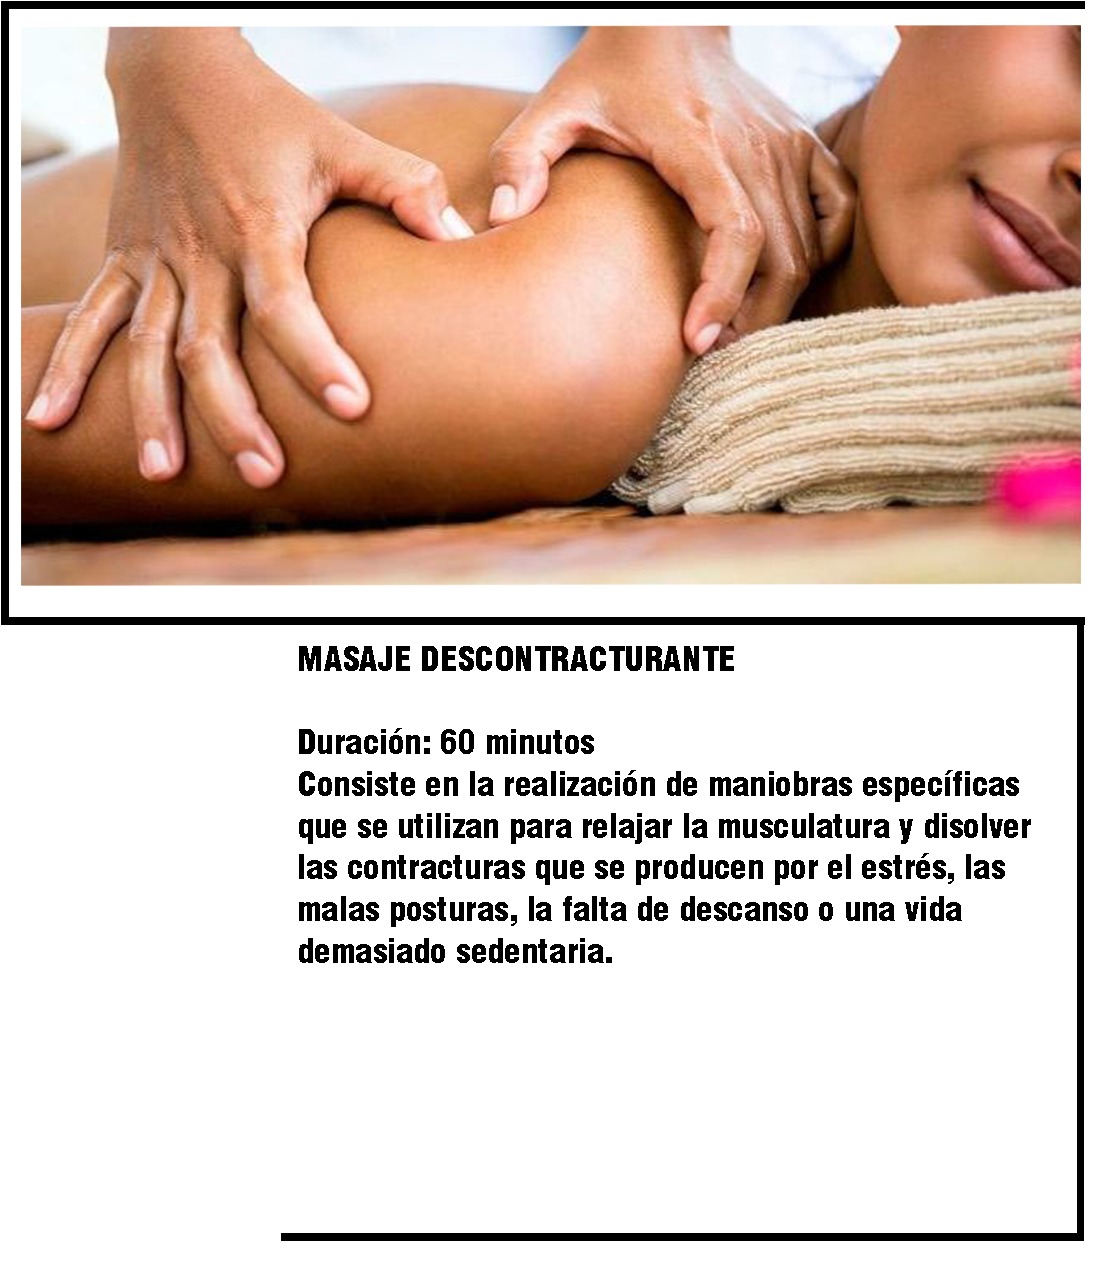 MASAJE DESCONTRACTURANTE
Duración: 60 minutos
Consiste en la realización de maniobras específicas
que se utilizan para relajar la musculatura y disolver
las contracturas que se producen por el estrés, las
malas posturas, la falta de descanso o una vida
demasiado sedentaria.